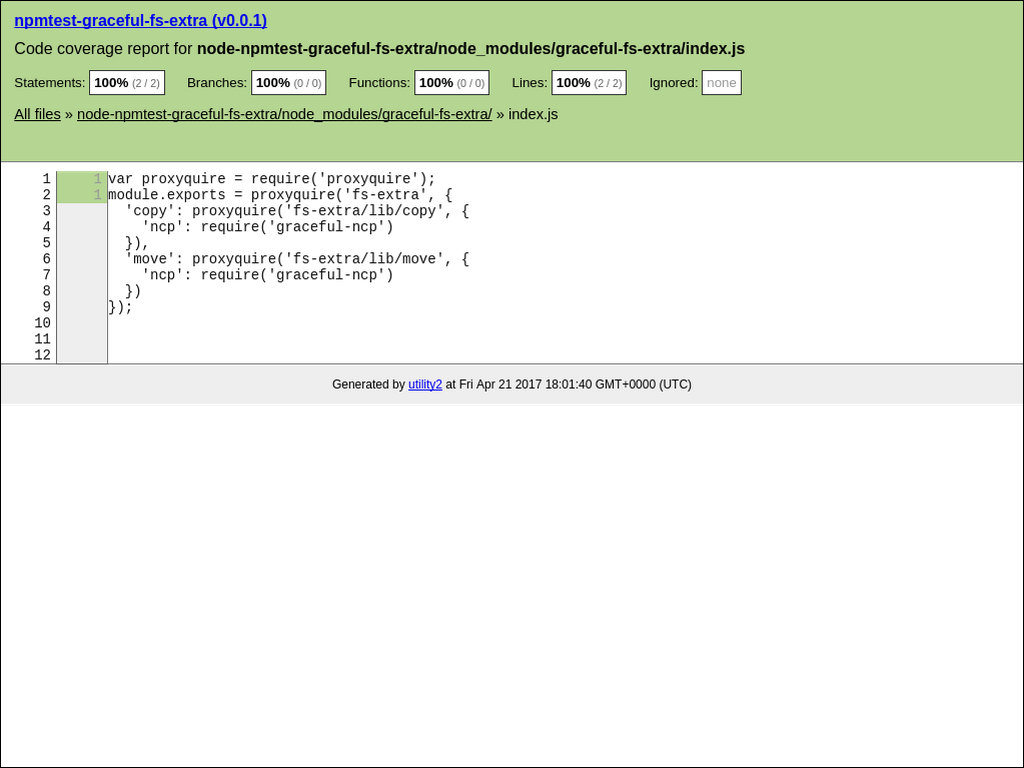 npmtest-graceful-fs-extra (v0.0.1)
Code coverage report for node-npmtest-graceful-fs-extra/node_modules/graceful-fs-extra/index.js
Statements: 100% (2 / 2) Branches: 100% (0 / 0) Functions: 100% (0 / 0) Lines: 100% (2 / 2) Ignored: none
All files » node-npmtest-graceful-fs-extra/node_modules/graceful-fs-extra/ » index.js
1 1 var proxyquire = require('proxyquire');
2 1 module.exports = proxyquire('fs-extra', {
3   'copy': proxyquire('fs-extra/lib/copy', {
4     'ncp': require('graceful-ncp')
5   }),
6   'move': proxyquire('fs-extra/lib/move', {
7     'ncp': require('graceful-ncp')
8   })
9 });
10
11
12
Generated by utility2 at Fri Apr 21 2017 18:01:40 GMT+0000 (UTC)